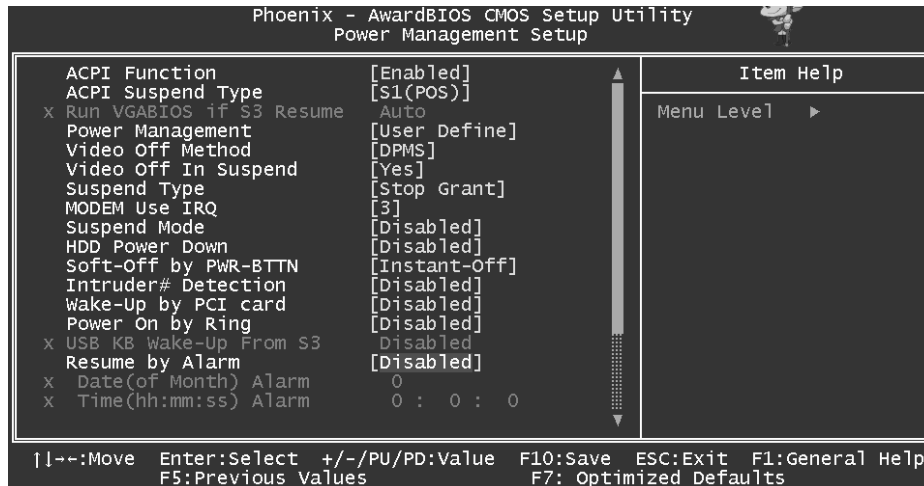 Phoenix - AwardBIOS CMOS Setup Utility
Power Management Setup
ACPI Function [Enabled]
ACPI Suspend Type [S1(POS)]
x Run VGABIOS if S3 Resume Auto
Power Management [User Define]
Video Off Method [DPMS]
Video Off In Suspend [Yes]
Suspend Type [Stop Grant]
MODEM Use IRQ [3]
Suspend Mode [Disabled]
HDD Power Down [Disabled]
Soft-Off by PWR-BTTN [Instant-Off]
Intruder# Detection [Disabled]
Wake-Up by PCI card [Disabled]
Power On by Ring [Disabled]
x USB KB Wake-Up From S3 Disabled
Resume by Alarm [Disabled]
x Date(of Month) Alarm 0
x Time(hh:mm:ss) Alarm 0 : 0 : 0
Item Help
Menu Level ▶
↑↓→←:Move Enter:Select +/-/PU/PD:Value F10:Save ESC:Exit F1:General Help
F5:Previous Values F7: Optimized Defaults